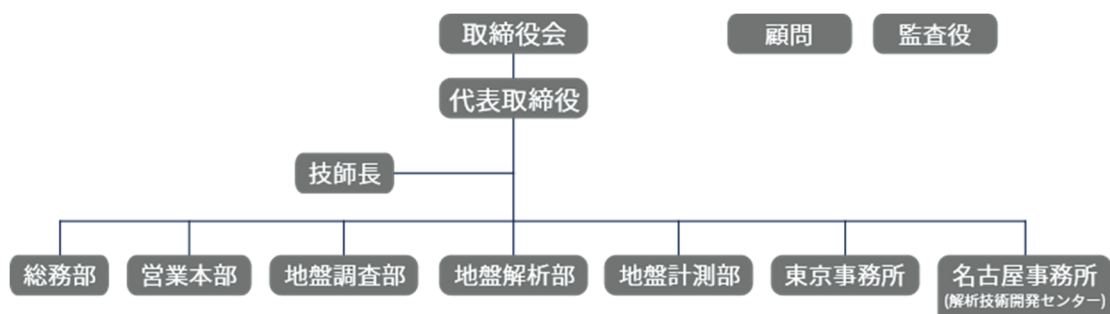 取締役会
顧問
監査役
代表取締役
技師長
総務部
営業本部
地盤調査部
地盤解析部
地盤計測部
東京事務所
名古屋事務所
(解析技術開発センター)